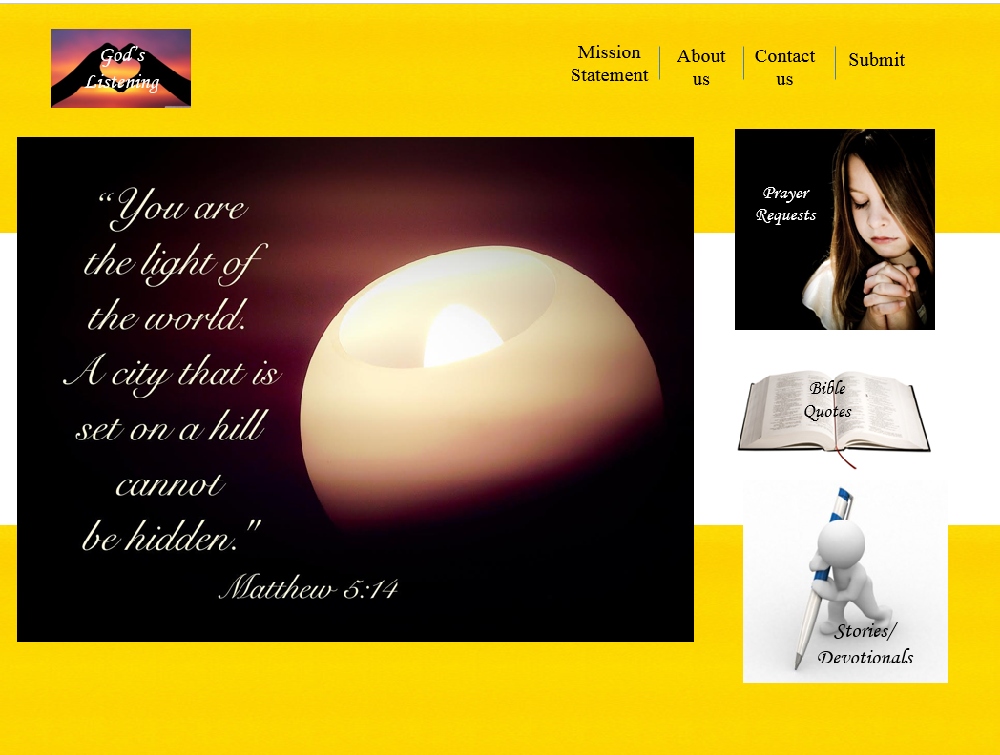 God's
Listening
Mission
Statement
About
us
Contact
us
Submit
“You are
the light of
the world.
A city that is
set on a hill
cannot
be hidden."
Matthew 5:14
Prayer
Requests
Bible
Quotes
Stories/
Devotionals